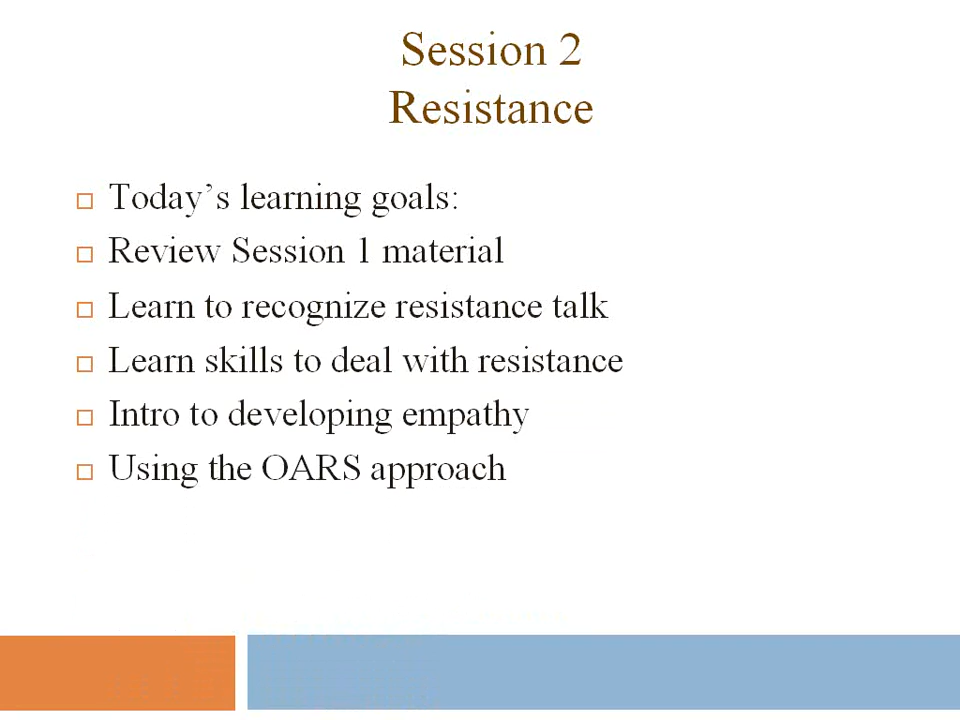 Session 2
Resistance
Today's learning goals:
Review Session 1 material
Learn to recognize resistance talk
Learn skills to deal with resistance
Intro to developing empathy
Using the OARS approach